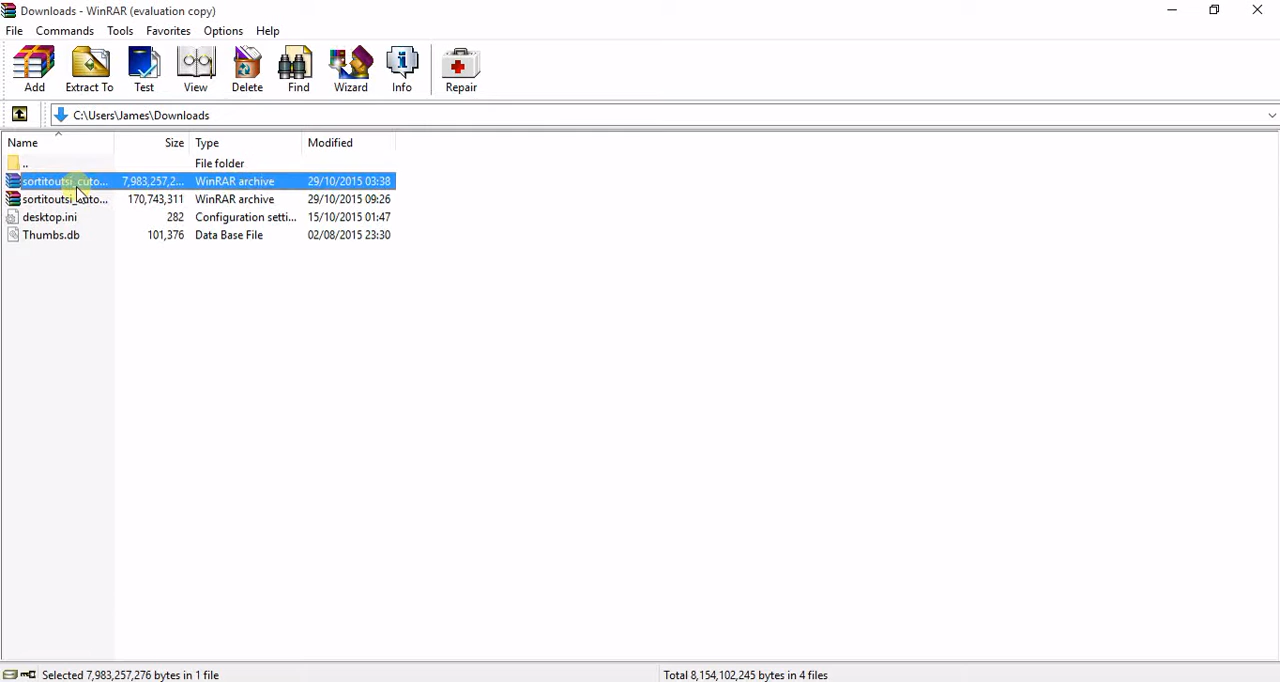 Downloads - WinRAR (evaluation copy)
File Commands Tools Favorites Options Help
Add Extract To Test View Delete Find Wizard Info Repair
C:\Users\James\Downloads
Name Size Type Modified
.. File folder
sortitoutsi_cuto... 7,983,257,2... WinRAR archive 29/10/2015 03:38
sortitoutsi_cuto... 170,743,311 WinRAR archive 29/10/2015 09:26
desktop.ini 282 Configuration setti... 15/10/2015 01:47
Thumbs.db 101,376 Data Base File 02/08/2015 23:30
Selected 7,983,257,276 bytes in 1 file Total 8,154,102,245 bytes in 4 files